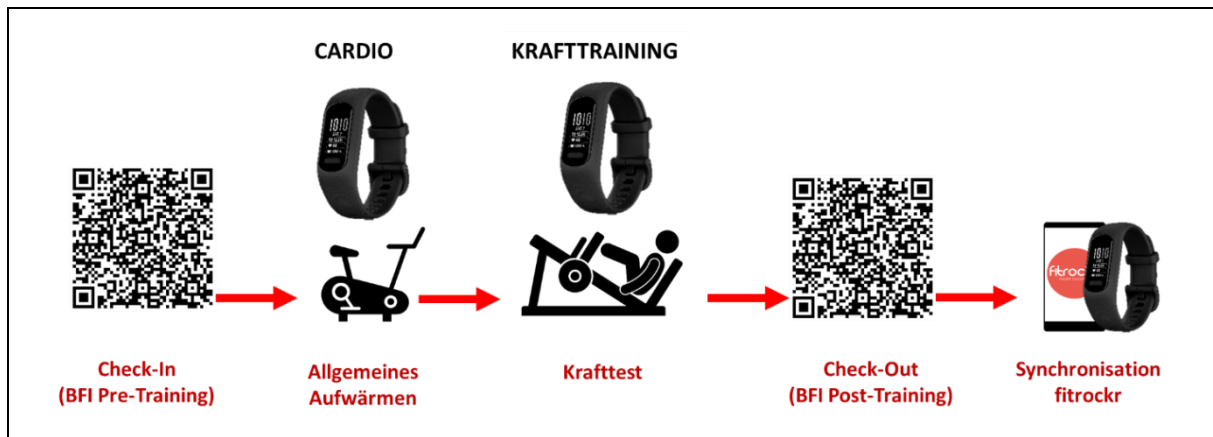 CARDIO
KRAFTTRAINING
Check-In
(BFI Pre-Training)
Allgemeines
Aufwärmen
Krafttest
Check-Out
(BFI Post-Training)
Synchronisation
fitrockr